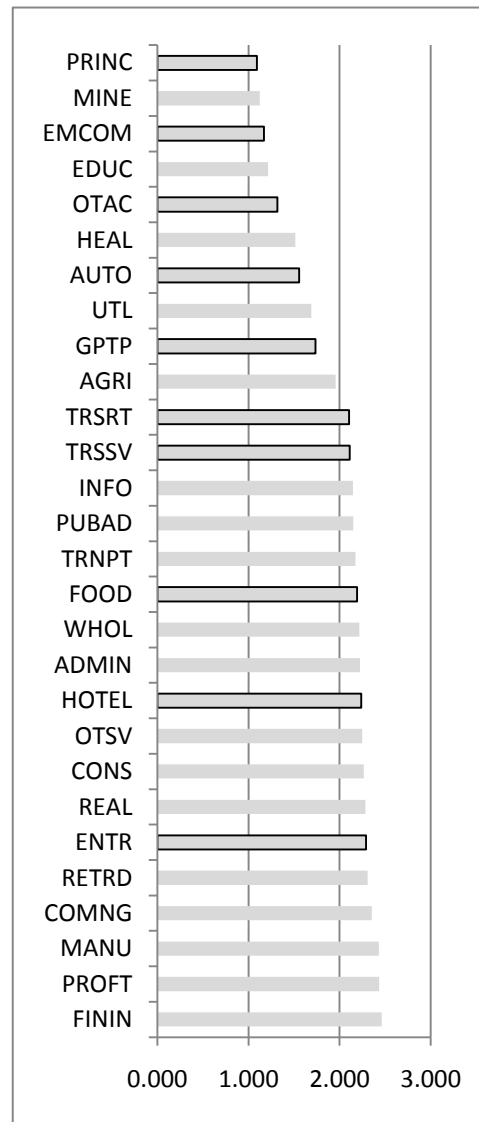 PRINC
MINE
EMCOM
EDUC
OTAC
HEAL
AUTO
UTL
GPTP
AGRI
TRSRT
TRSSV
INFO
PUBAD
TRNPT
FOOD
WHOL
ADMIN
HOTEL
OTSV
CONS
REAL
ENTR
RETRD
COMNG
MANU
PROFT
FININ
0.000 1.000 2.000 3.000